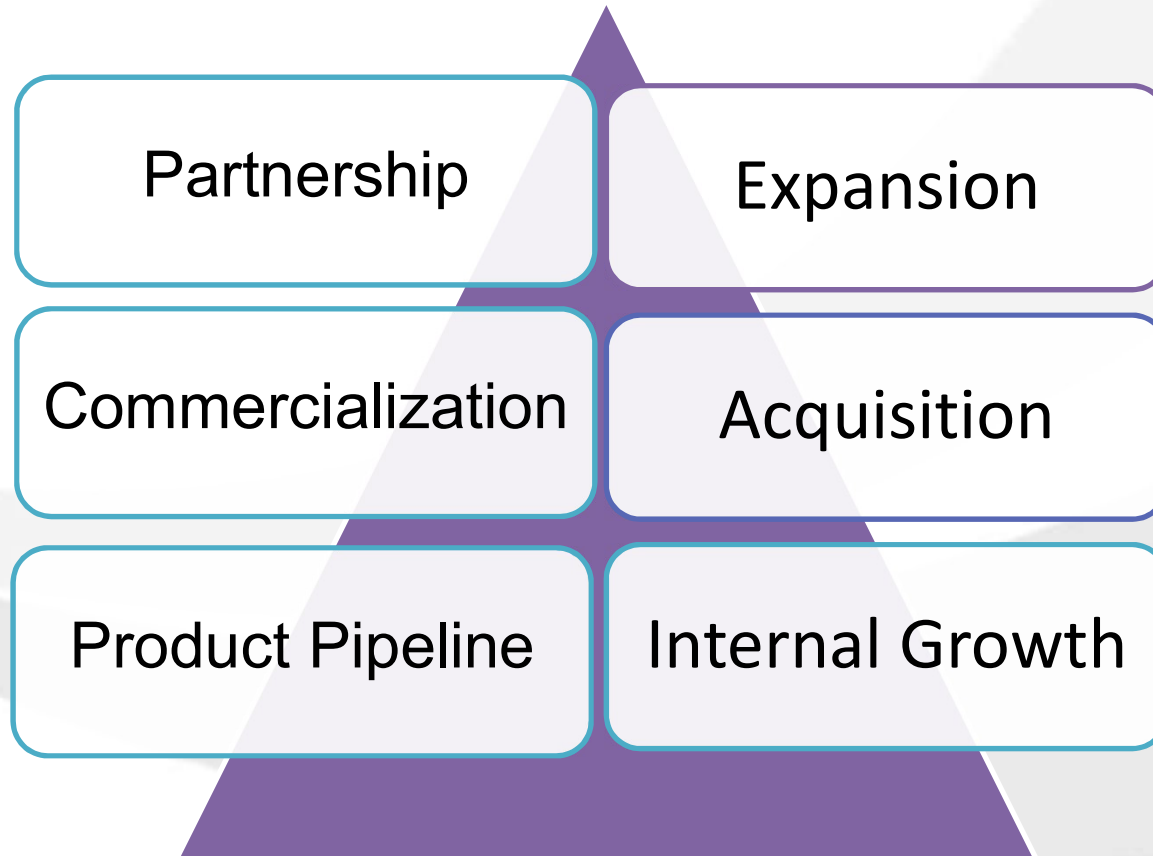 Partnership
Expansion
Commercialization
Acquisition
Product Pipeline
Internal Growth